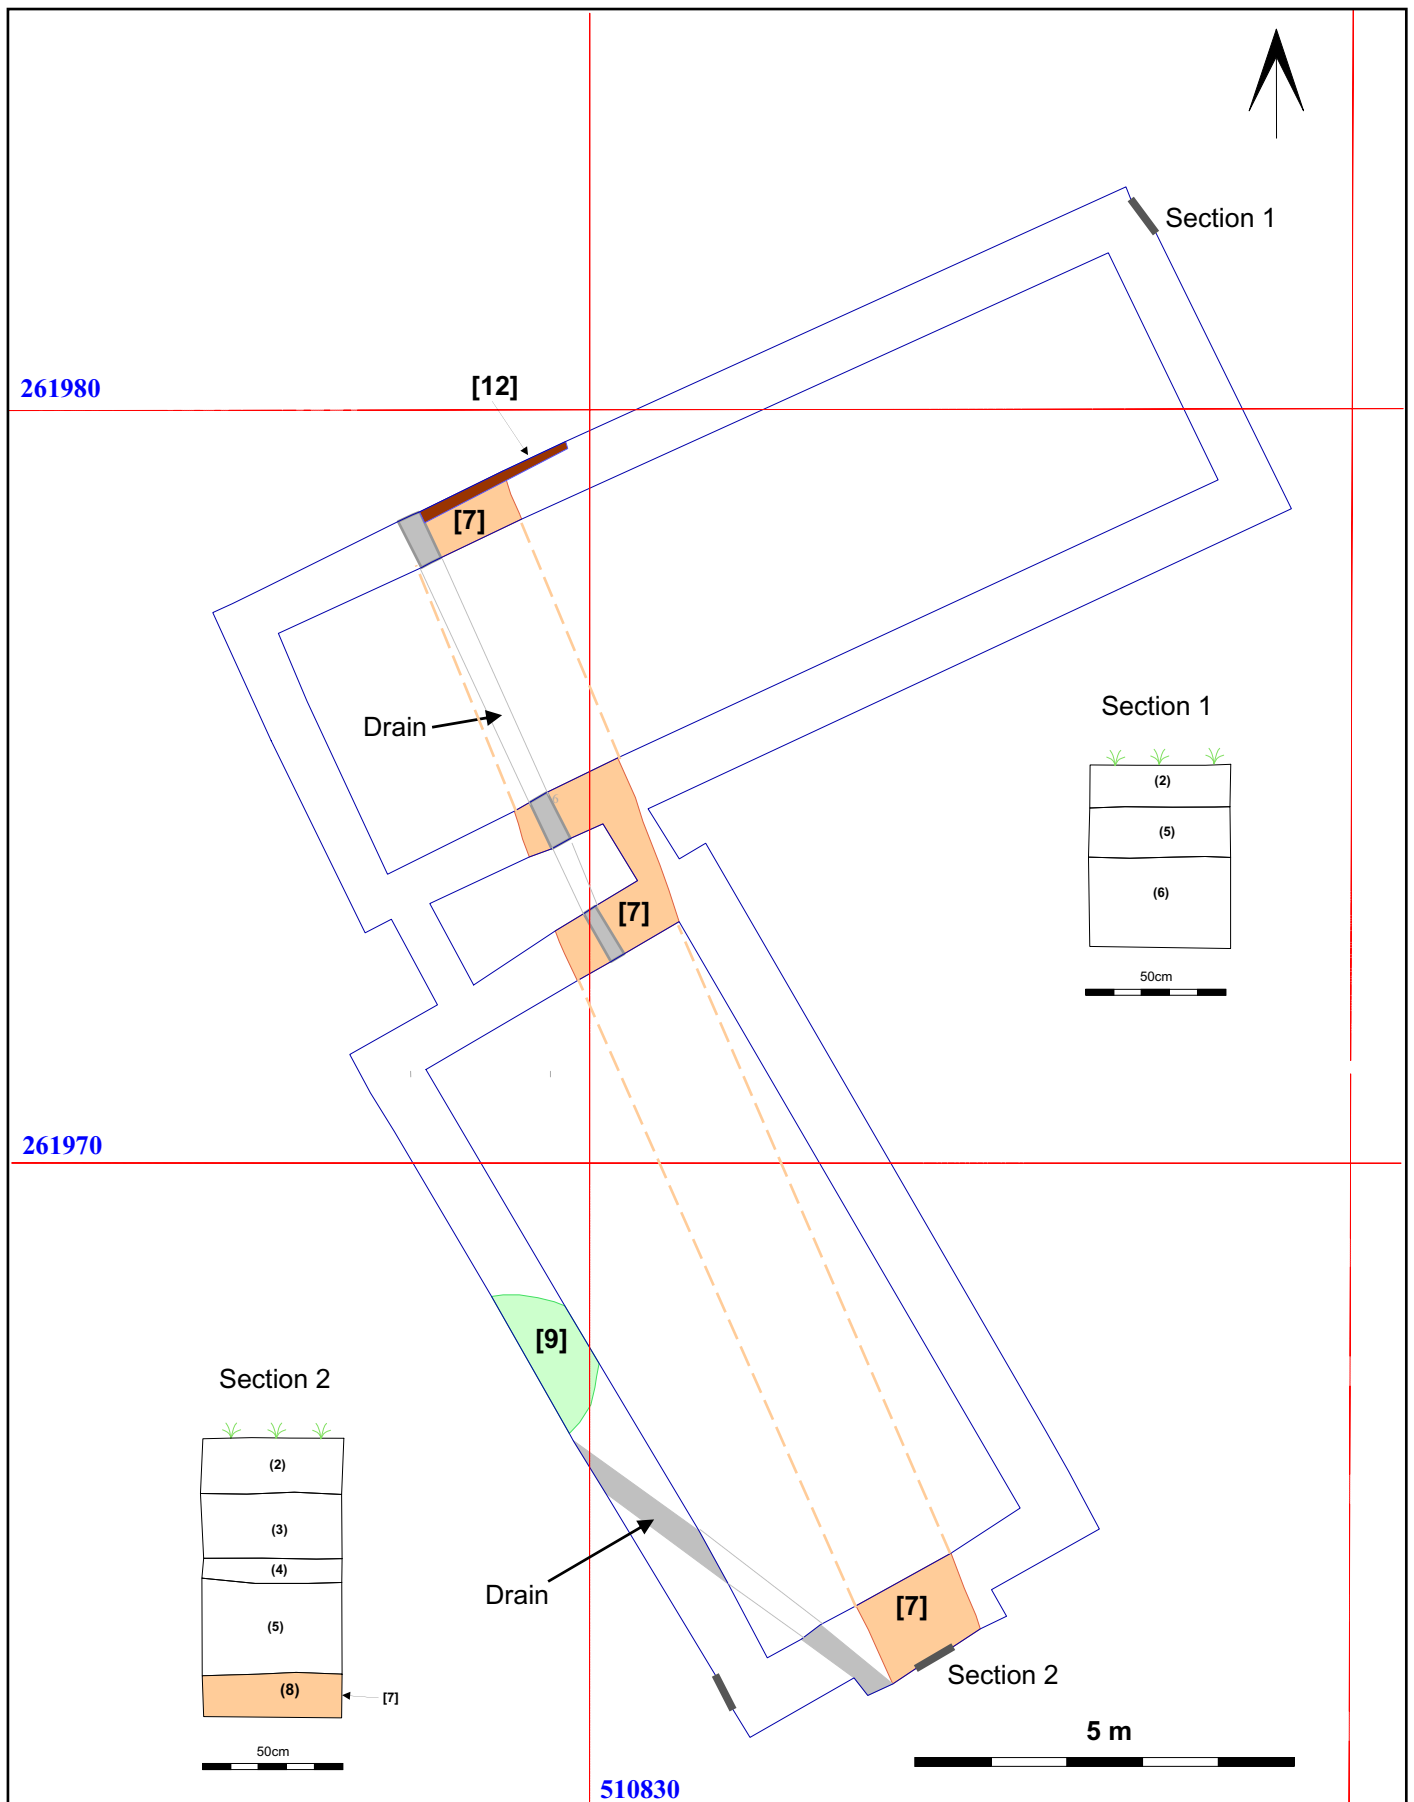 Section 1
261980
[12]
[7]
Section 1
Drain
(2)
(5)
(6)
[7]
50cm
261970
[9]
Section 2
(2)
(3)
(4)
(5)
(8)
[7]
50cm
Drain
[7]
Section 2
5 m
510830